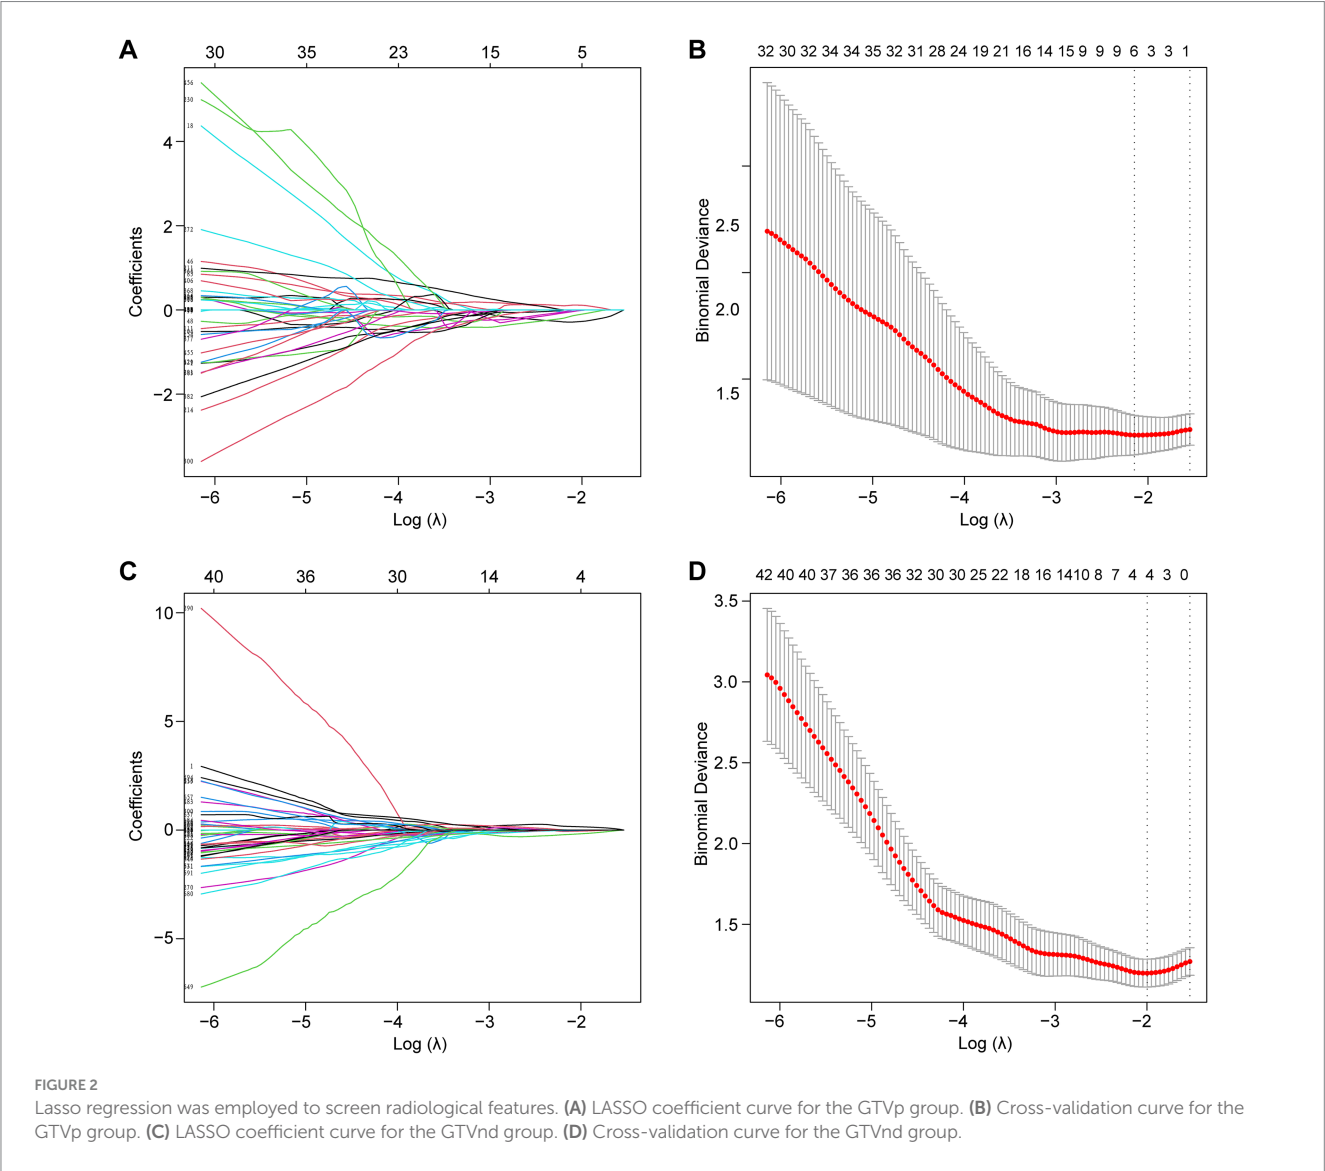 A
30 35 23 15 5
Coefficients
4
2
0
−2
456
230
18
372
46
−6 −5 −4 −3 −2
Log (λ)
B
32 30 32 34 34 35 32 31 28 24 19 21 16 14 15 9 9 9 6 3 3 1
Binomial Deviance
2.5
2.0
1.5
−6 −5 −4 −3 −2
Log (λ)
C
40 36 30 14 4
Coefficients
10
5
0
−5
1
−6 −5 −4 −3 −2
Log (λ)
D
42 40 40 37 36 36 36 32 30 30 25 22 18 16 14 10 8 7 4 4 3 0
Binomial Deviance
3.5
3.0
2.5
2.0
1.5
−6 −5 −4 −3 −2
Log (λ)
FIGURE 2
Lasso regression was employed to screen radiological features. (A) LASSO coefficient curve for the GTVp group. (B) Cross-validation curve for the
GTVp group. (C) LASSO coefficient curve for the GTVnd group. (D) Cross-validation curve for the GTVnd group.